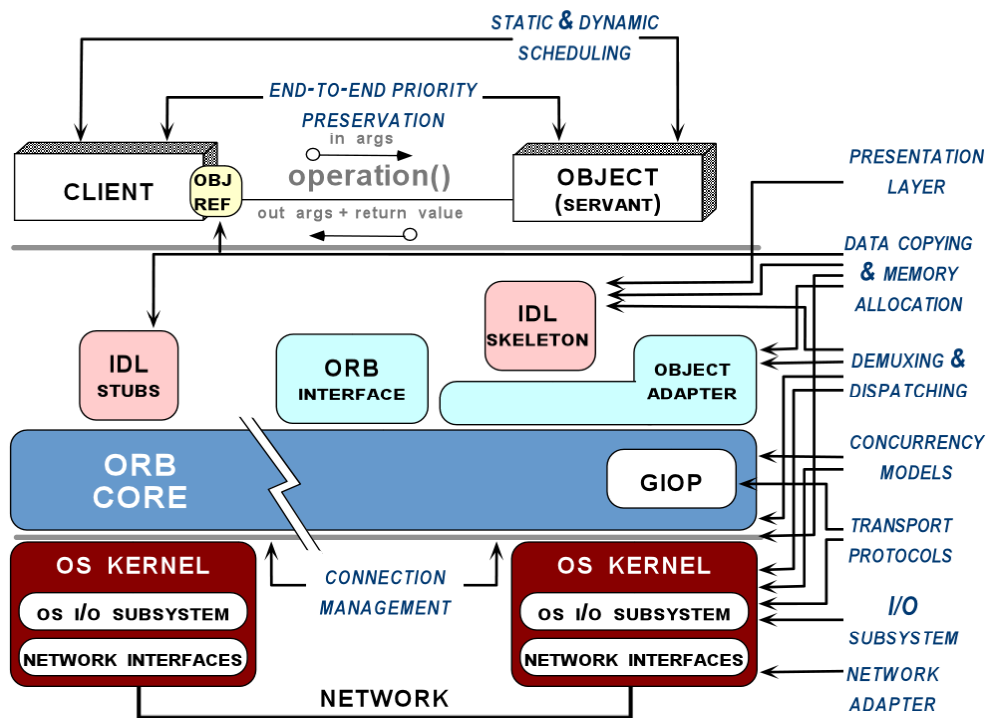 STATIC & DYNAMIC
SCHEDULING
END-TO-END PRIORITY
PRESERVATION
in args
operation()
out args + return value
CLIENT
OBJ
REF
OBJECT
(SERVANT)
PRESENTATION
LAYER
DATA COPYING
& MEMORY
ALLOCATION
IDL
STUBS
ORB
INTERFACE
IDL
SKELETON
OBJECT
ADAPTER
DEMUXING &
DISPATCHING
ORB
CORE
GIOP
CONCURRENCY
MODELS
TRANSPORT
PROTOCOLS
OS KERNEL
OS I/O SUBSYSTEM
NETWORK INTERFACES
CONNECTION
MANAGEMENT
OS KERNEL
OS I/O SUBSYSTEM
NETWORK INTERFACES
I/O
SUBSYSTEM
NETWORK
ADAPTER
NETWORK